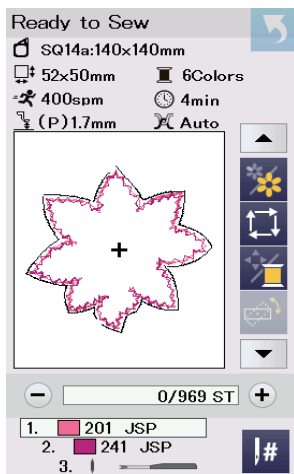 Ready to Sew
SQ14a:140x140mm
52x50mm 6Colors
400spm 4min
(P)1.7mm Auto
0/969 ST
1. 201 JSP
2. 241 JSP
3.
#